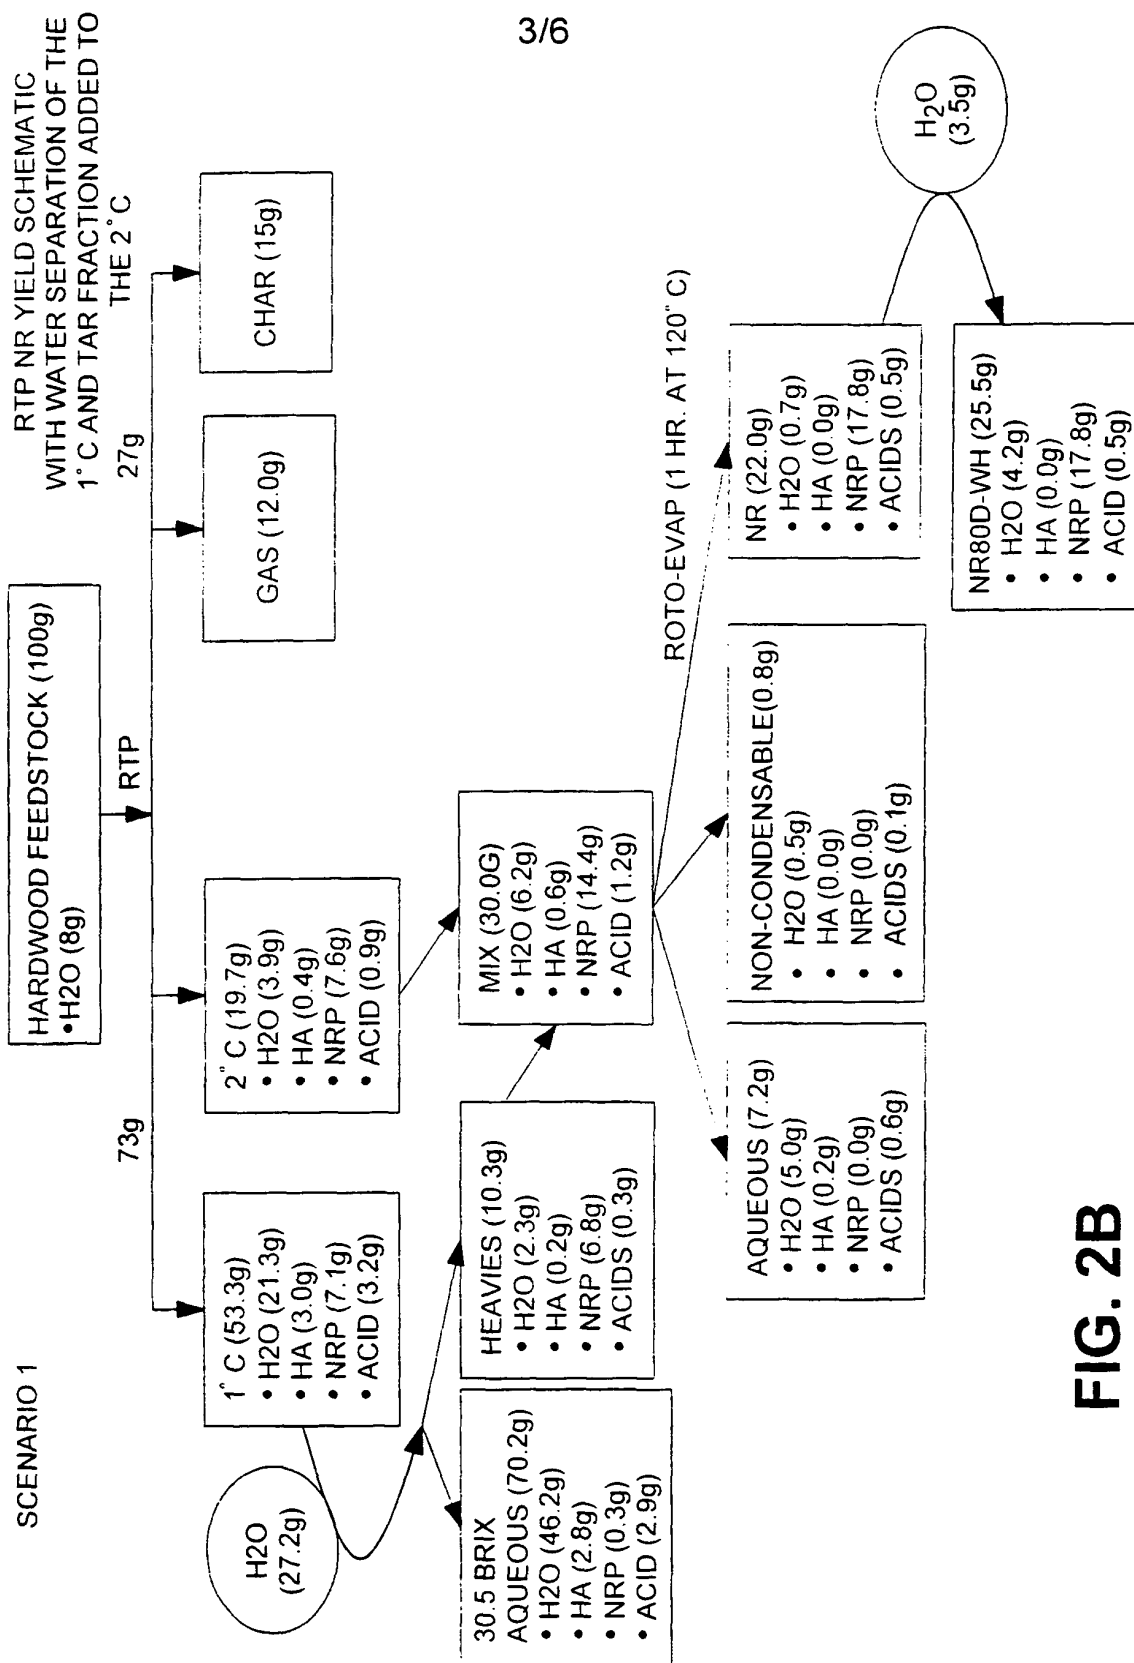 3/6
SCENARIO 1
RTP NR YIELD SCHEMATIC
WITH WATER SEPARATION OF THE
1°C AND TAR FRACTION ADDED TO
THE 2°C
HARDWOOD FEEDSTOCK (100g)
•H2O (8g)
RTP
73g
27g
1°C (53.3g)
• H2O (21.3g)
• HA (3.0g)
• NRP (7.1g)
• ACID (3.2g)
2°C (19.7g)
• H2O (3.9g)
• HA (0.4g)
• NRP (7.6g)
• ACID (0.9g)
GAS (12.0g)
CHAR (15g)
H2O
(27.2g)
30.5 BRIX
AQUEOUS (70.2g)
• H2O (46.2g)
• HA (2.8g)
• NRP (0.3g)
• ACID (2.9g)
HEAVIES (10.3g)
• H2O (2.3g)
• HA (0.2g)
• NRP (6.8g)
• ACIDS (0.3g)
MIX (30.0G)
• H2O (6.2g)
• HA (0.6g)
• NRP (14.4g)
• ACID (1.2g)
ROTO-EVAP (1 HR. AT 120°C)
AQUEOUS (7.2g)
• H2O (5.0g)
• HA (0.2g)
• NRP (0.0g)
• ACIDS (0.6g)
NON-CONDENSABLE(0.8g)
• H2O (0.5g)
• HA (0.0g)
• NRP (0.0g)
• ACIDS (0.1g)
NR (22.0g)
• H2O (0.7g)
• HA (0.0g)
• NRP (17.8g)
• ACIDS (0.5g)
H2O
(3.5g)
NR80D-WH (25.5g)
• H2O (4.2g)
• HA (0.0g)
• NRP (17.8g)
• ACID (0.5g)
FIG. 2B